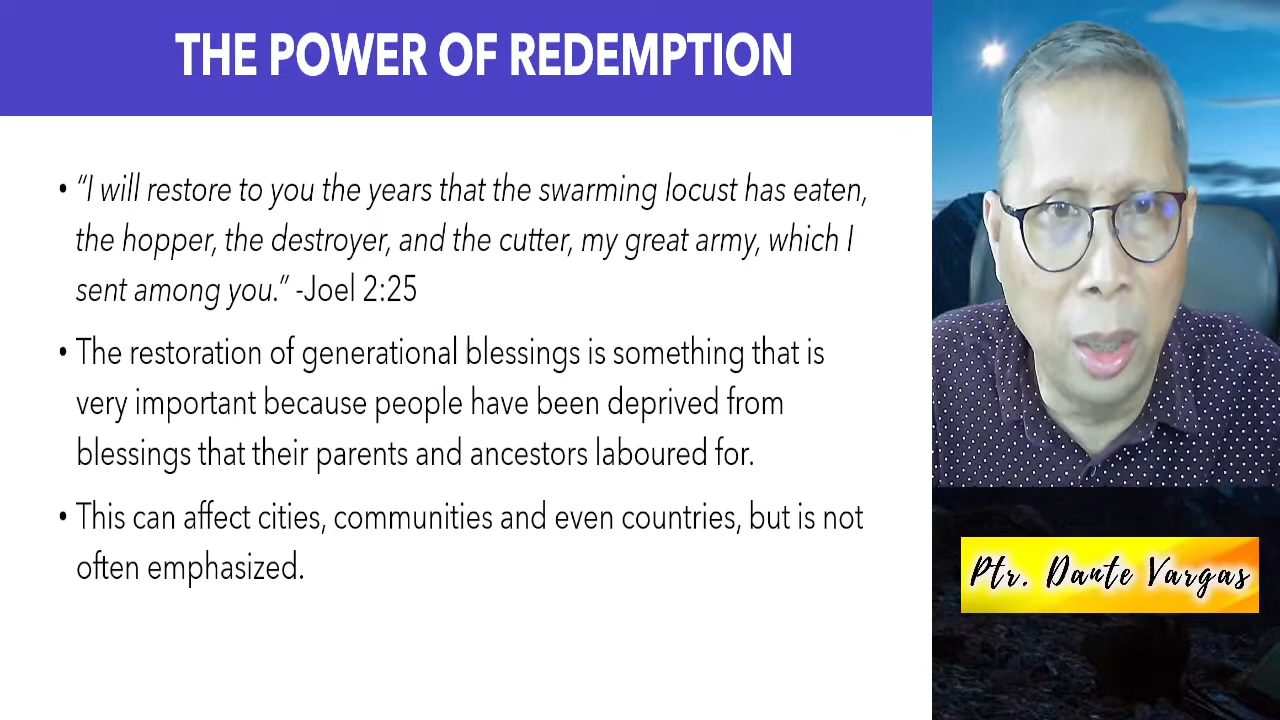 THE POWER OF REDEMPTION
• “I will restore to you the years that the swarming locust has eaten,
the hopper, the destroyer, and the cutter, my great army, which I
sent among you.” -Joel 2:25
• The restoration of generational blessings is something that is
very important because people have been deprived from
blessings that their parents and ancestors laboured for.
• This can affect cities, communities and even countries, but is not
often emphasized.
Ptr. Dante Vargas